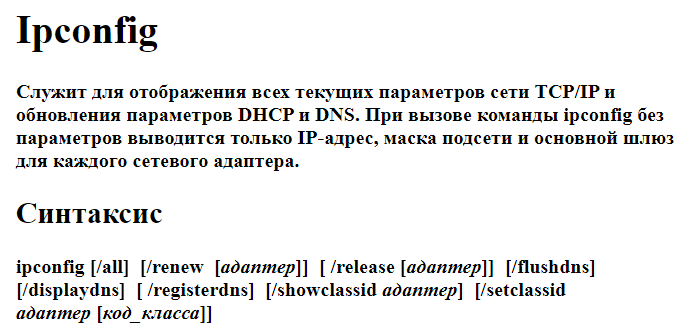 Ipconfig
Служит для отображения всех текущих параметров сети TCP/IP и
обновления параметров DHCP и DNS. При вызове команды ipconfig без
параметров выводится только IP-адрес, маска подсети и основной шлюз
для каждого сетевого адаптера.
Синтаксис
ipconfig [/all] [/renew [адаптер]] [ /release [адаптер]] [/flushdns]
[/displaydns] [ /registerdns] [/showclassid адаптер] [/setclassid
адаптер [код_класса]]